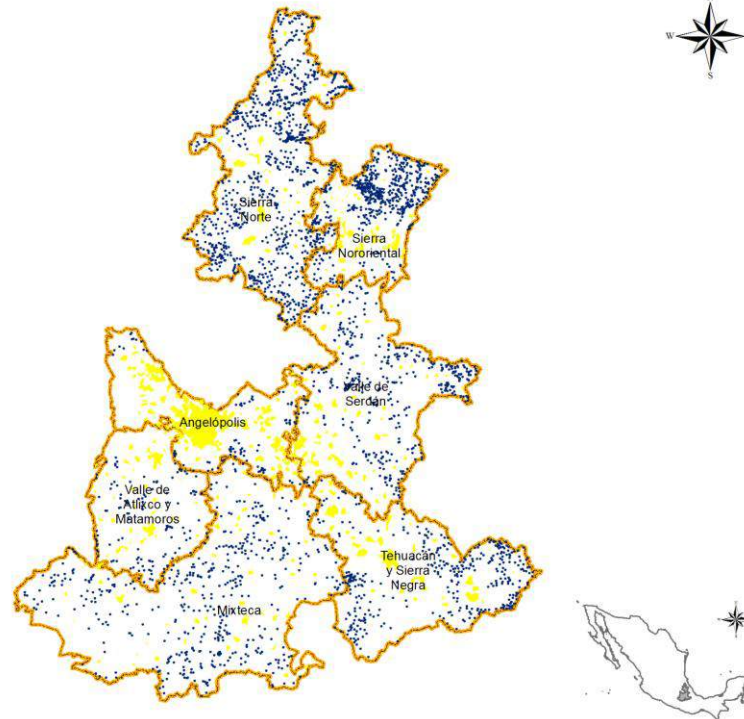 W
S
Sierra
Norte
Sierra
Nororiental
Valle de
Serdán
Angelópolis
Valle de
Atlixco y
Matamoros
Tehuacán
y Sierra
Negra
Mixteca